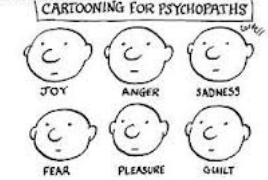 CARTOONING FOR PSYCHOPATHS
JOY ANGER SADNESS
FEAR PLEASURE GUILT